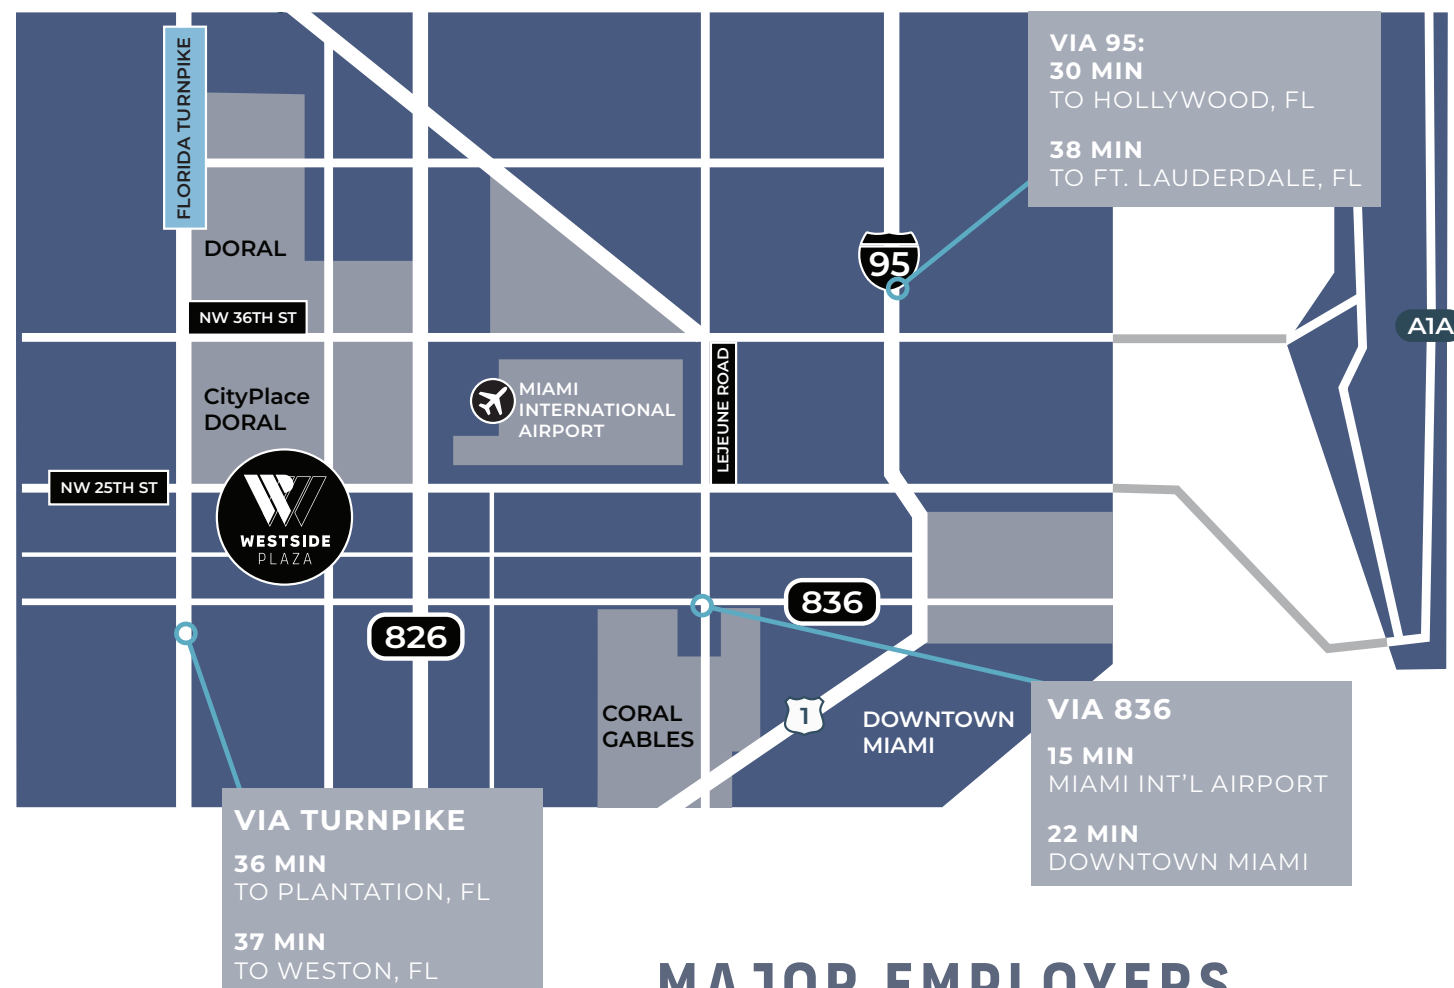 FLORIDA TURNPIKE
VIA 95:
30 MIN
TO HOLLYWOOD, FL
38 MIN
TO FT. LAUDERDALE, FL
DORAL
95
NW 36TH ST
A1A
LEJEUNE ROAD
CityPlace
DORAL
MIAMI
INTERNATIONAL
AIRPORT
NW 25TH ST
W
WESTSIDE
PLAZA
836
826
CORAL
GABLES
1
DOWNTOWN
MIAMI
VIA 836
15 MIN
MIAMI INT’L AIRPORT
22 MIN
DOWNTOWN MIAMI
VIA TURNPIKE
36 MIN
TO PLANTATION, FL
37 MIN
TO WESTON, FL
MAJOR EMPLOYERS